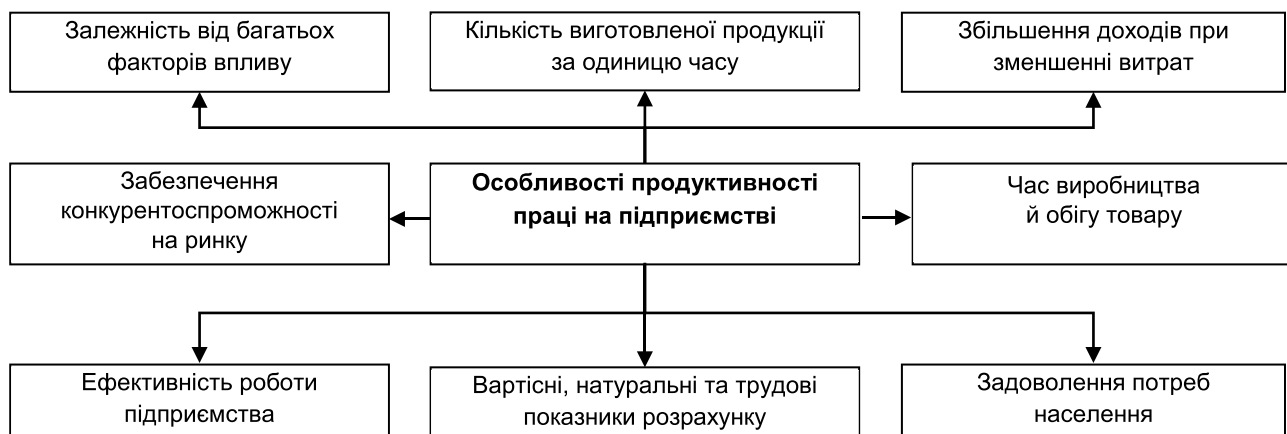 Залежність від багатьох
факторів впливу
Кількість виготовленої продукції
за одиницю часу
Збільшення доходів при
зменшенні витрат
Забезпечення
конкурентоспроможності
на ринку
Особливості продуктивності
праці на підприємстві
Час виробництва
й обігу товару
Ефективність роботи
підприємства
Вартісні, натуральні та трудові
показники розрахунку
Задоволення потреб
населення